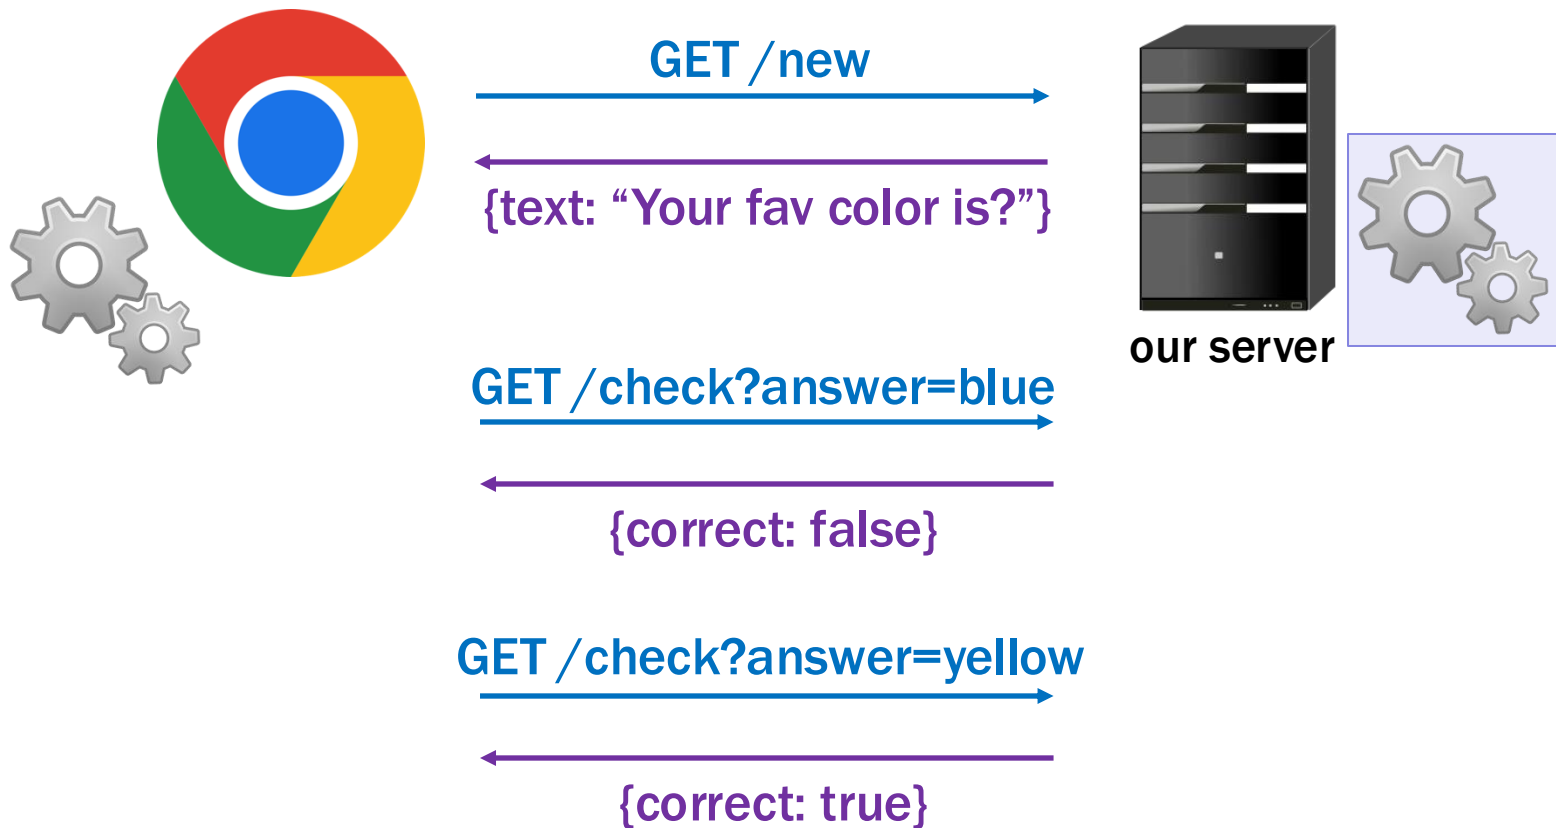 GET /new
{text: “Your fav color is?”}
our server
GET /check?answer=blue
{correct: false}
GET /check?answer=yellow
{correct: true}